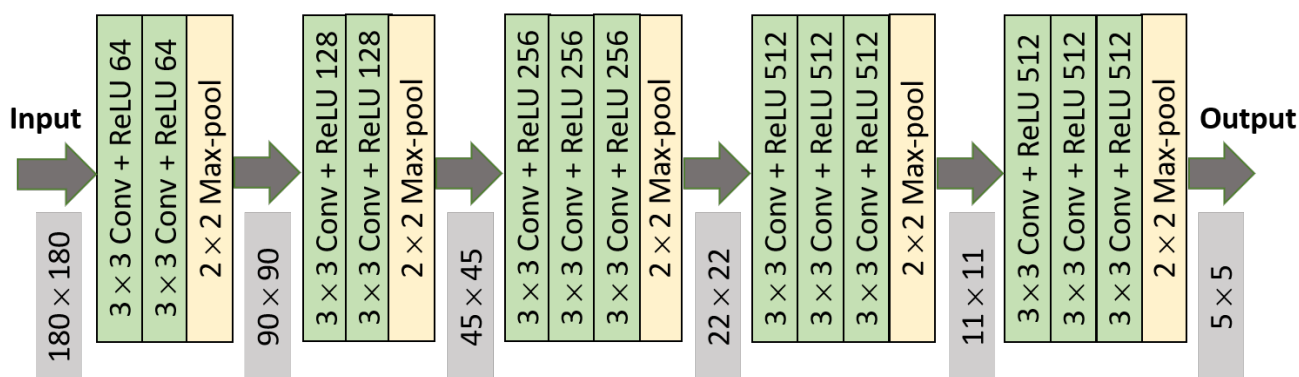 Input
180 × 180
3 × 3 Conv + ReLU 64
3 × 3 Conv + ReLU 64
2 × 2 Max-pool
90 × 90
3 × 3 Conv + ReLU 128
3 × 3 Conv + ReLU 128
2 × 2 Max-pool
45 × 45
3 × 3 Conv + ReLU 256
3 × 3 Conv + ReLU 256
3 × 3 Conv + ReLU 256
2 × 2 Max-pool
22 × 22
3 × 3 Conv + ReLU 512
3 × 3 Conv + ReLU 512
3 × 3 Conv + ReLU 512
2 × 2 Max-pool
11 × 11
3 × 3 Conv + ReLU 512
3 × 3 Conv + ReLU 512
3 × 3 Conv + ReLU 512
2 × 2 Max-pool
Output
5 × 5